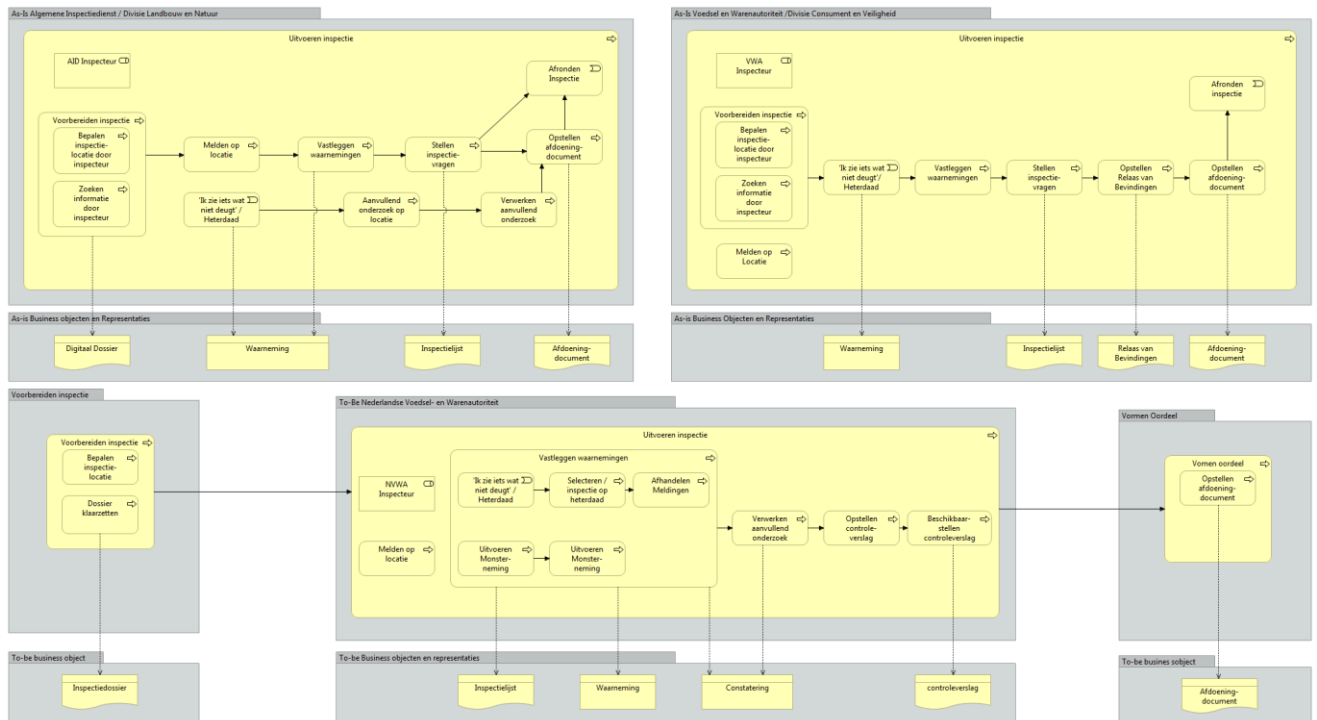 As-Is Algemene Inspectiedienst / Divisie Landbouw en Natuur
Uitvoeren inspectie
AID Inspecteur
Afronden
Inspectie
Voorbereiden inspectie
Bepalen
inspectie-
locatie door
inspecteur
Zoeken
informatie
door
inspecteur
Melden op
locatie
Vastleggen
waarnemingen
Stellen
inspectie-
vragen
Opstellen
afdoening-
document
'Ik zie iets wat
niet deugt' /
Heterdaad
Aanvullend
onderzoek op
locatie
Verwerken
aanvullend
onderzoek
As-is Business objecten en Representaties
Digitaal Dossier
Waarneming
Inspectielijst
Afdoening-
document
As-Is Voedsel en Warenautoriteit /Divisie Consument en Veiligheid
Uitvoeren inspectie
VWA
Inspecteur
Afronden
inspectie
Voorbereiden inspectie
Bepalen
inspectie-
locatie door
inspecteur
Zoeken
informatie
door
inspecteur
'Ik zie iets wat
niet deugt'/
Heterdaad
Vastleggen
waarnemingen
Stellen
inspectie-
vragen
Opstellen
Relaas van
Bevindingen
Opstellen
afdoening-
document
Melden op
Locatie
As-is Business Objecten en Representaties
Waarneming
Inspectielijst
Relaas van
Bevindingen
Afdoening-
document
Voorbereiden inspectie
Voorbereiden inspectie
Bepalen
inspectie-
locatie
Dossier
klaarzetten
To-Be Nederlandse Voedsel- en Warenautoriteit
Uitvoeren inspectie
NVWA
Inspecteur
Melden op
locatie
Vastleggen waarnemingen
'Ik zie iets wat
niet deugt' /
Heterdaad
Selecteren /
inspectie op
heterdaad
Afhandelen
Meldingen
Uitvoeren
Monster-
neming
Uitvoeren
Monster-
neming
Verwerken
aanvullend
onderzoek
Opstellen
controle-
verslag
Beschikbaar-
stellen
controleverslag
Vormen Oordeel
Vomen oordeel
Opstellen
afdoening-
document
To-be business object
Inspectiedossier
To-be Business objecten en representaties
Inspectielijst
Waarneming
Constatering
controleverslag
To-be busines sobject
Afdoening-
document